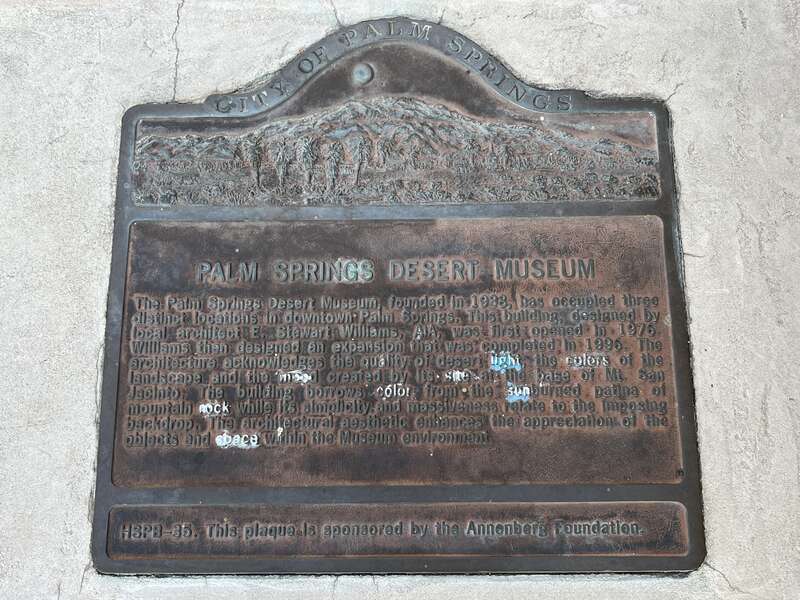 CITY OF PALM SPRINGS
PALM SPRINGS DESERT MUSEUM
The Palm Springs Desert Museum, founded in 1938, has occupied three
distinct locations in downtown Palm Springs. This building, designed by
local architect E. Stewart Williams, AIA, was first opened in 1976.
Williams then designed an expansion that was completed in 1996. The
architecture acknowledges the quality of desert light, the colors of the
landscape and the created by its site at the base of Mt. San
Jacinto. The building borrows color from the sunburned patina of
mountain rock while its simplicity and massiveness relate to the imposing
backdrop. The architectural aesthetic enhances the appreciation of the
objects and space within the Museum environment.
HSPB-35. This plaque is sponsored by the Annenberg Foundation.